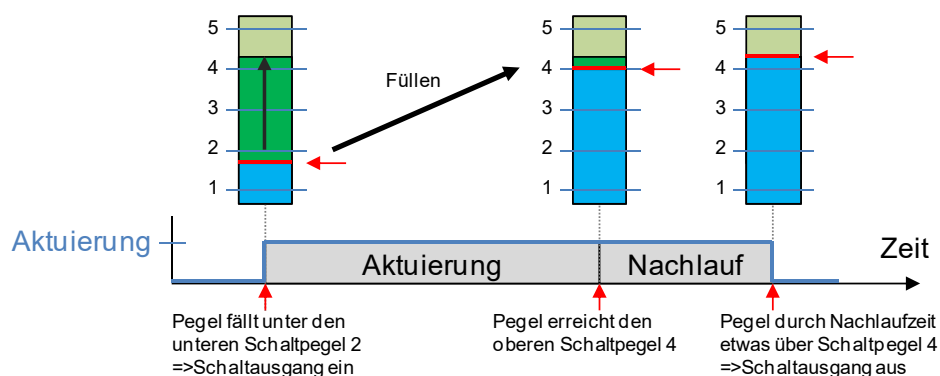 5
4
3
2
1
Füllen
5
4
3
2
1
5
4
3
2
1
Aktuierung
Aktuierung
Nachlauf
Zeit
Pegel fällt unter den
unteren Schaltpegel 2
=>Schaltausgang ein
Pegel erreicht den
oberen Schaltpegel 4
Pegel durch Nachlaufzeit
etwas über Schaltpegel 4
=>Schaltausgang aus